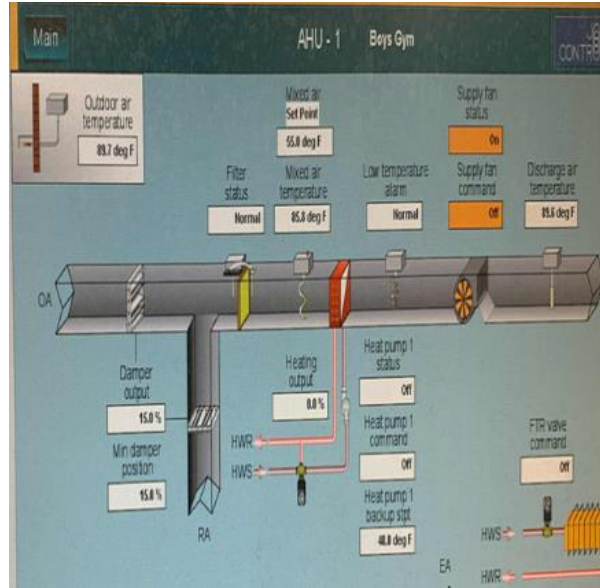 Main
AHU - 1 Boys Gym
CONTR
Outdoor air
temperature
89.7 deg F
Mixed air
Set Point
55.0 deg F
Supply fan
status
On
Filter
status
Normal
Mixed air
temperature
85.8 deg F
Low temperature
alarm
Normal
Supply fan
command
Off
Discharge air
temperature
89.6 deg F
OA
Damper
output
15.0 %
Min damper
position
15.0 %
RA
Heating
output
0.0 %
HWR
HWS
Heat pump 1
status
Off
Heat pump 1
command
Off
Heat pump 1
backup stpt
40.0 deg F
FTR valve
command
Off
HWS
EA
HWR